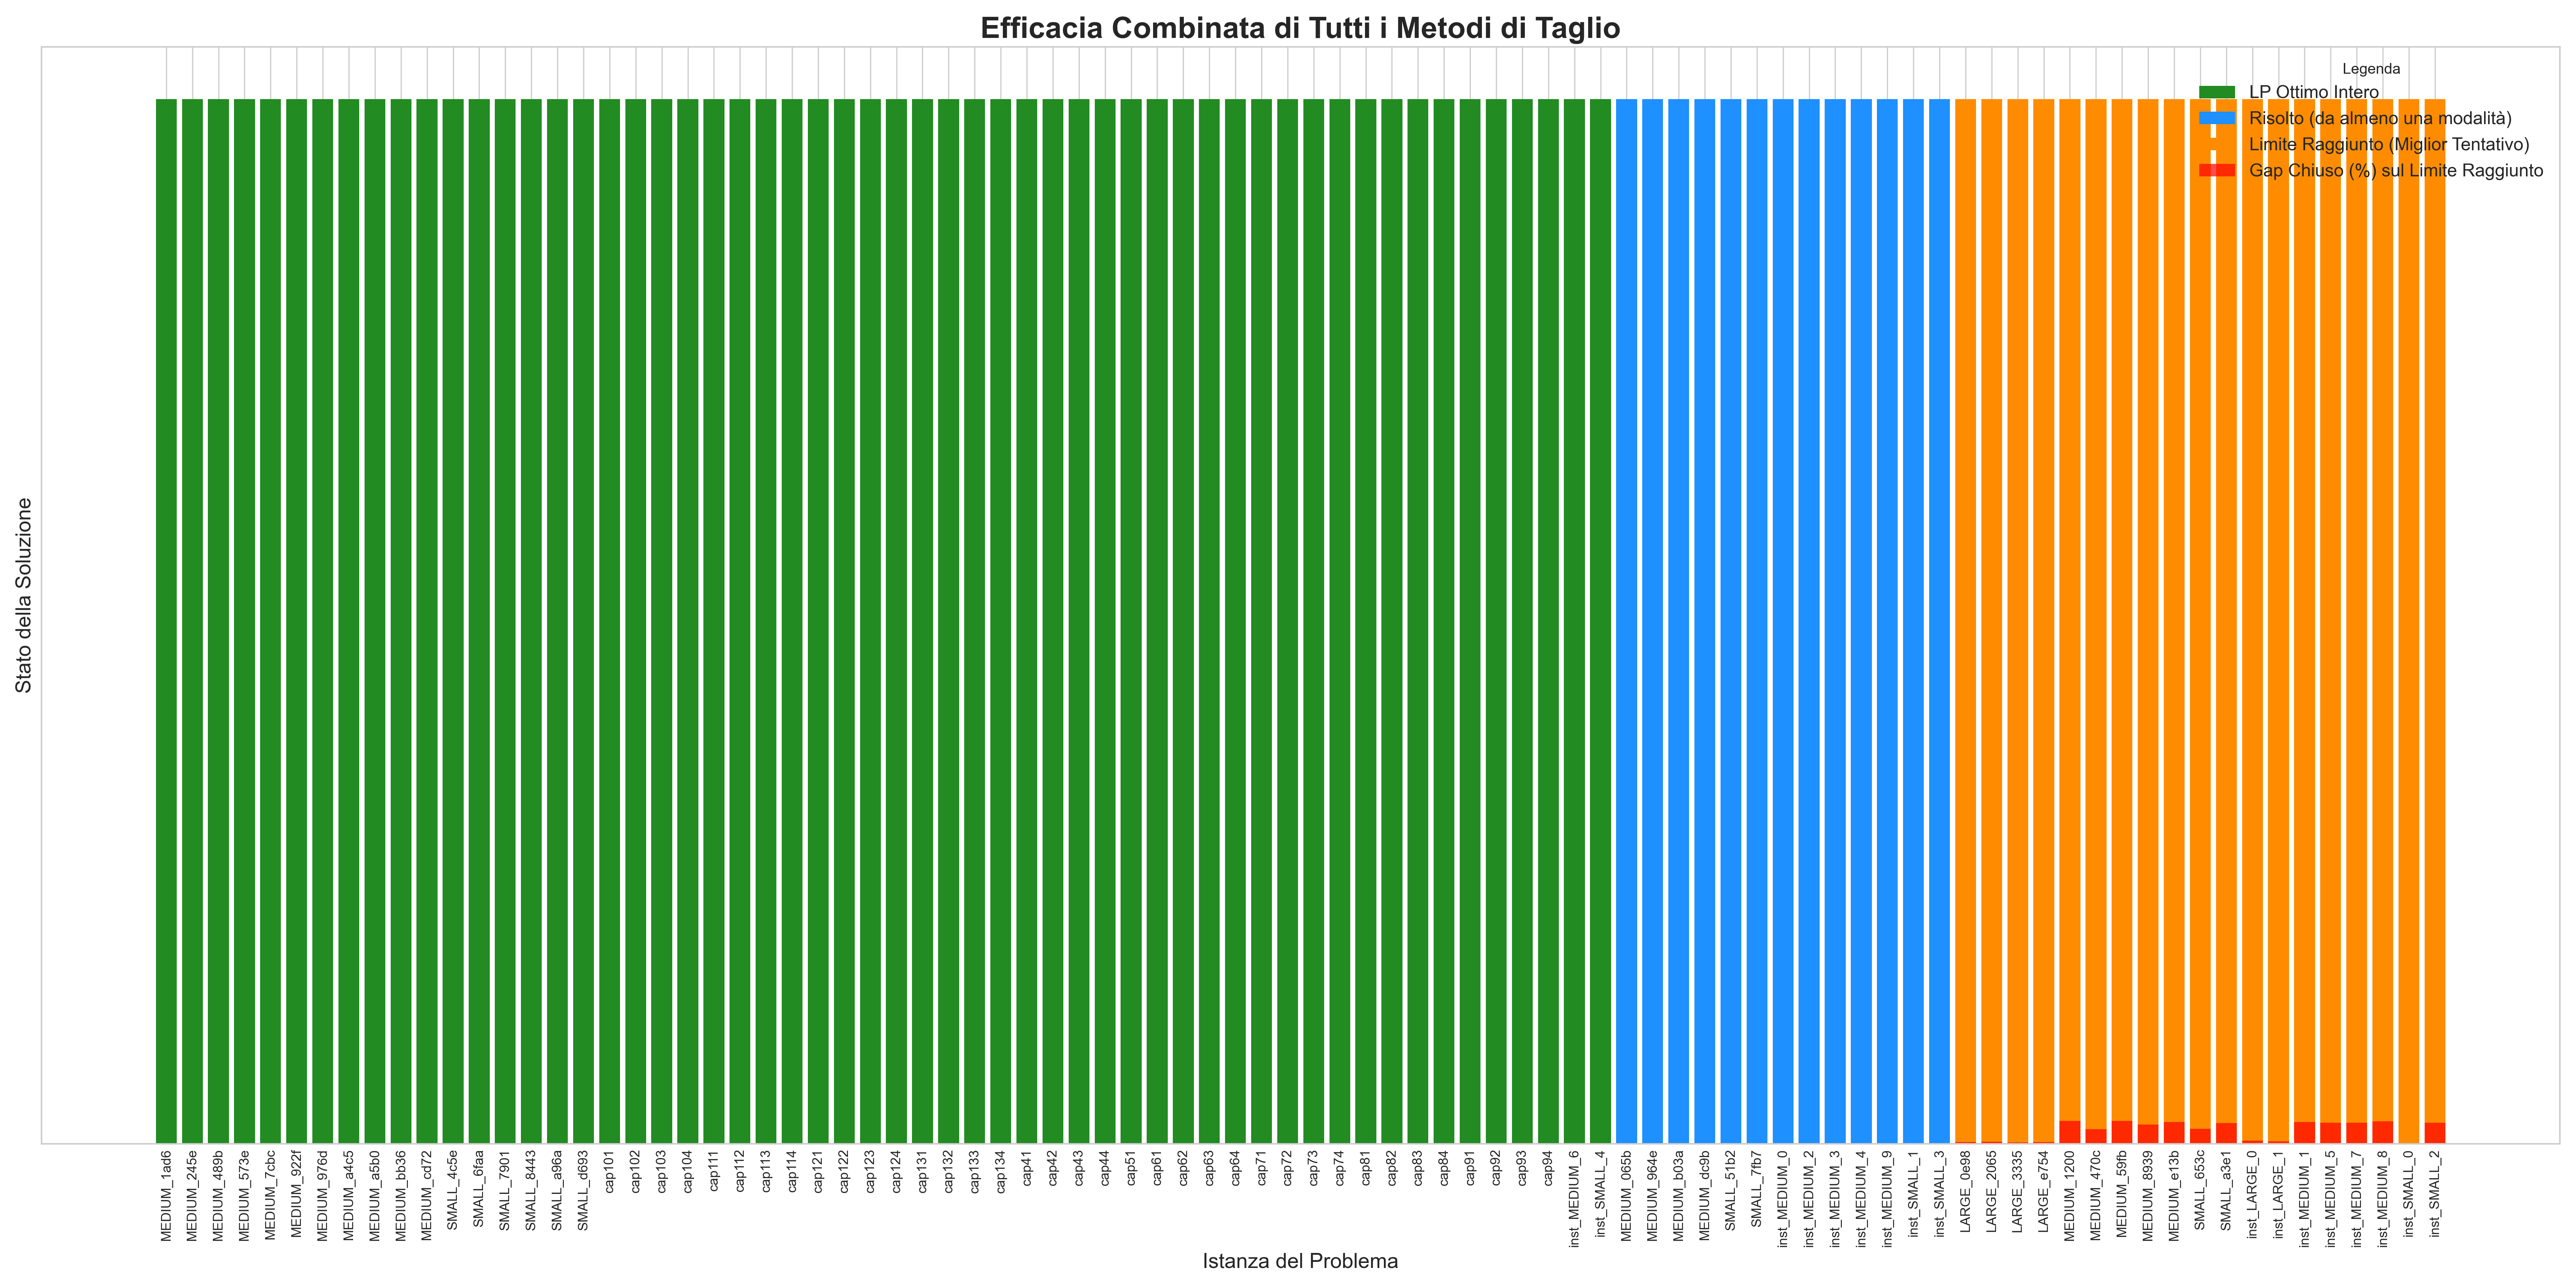 Efficacia Combinata di Tutti i Metodi di Taglio
Legenda
LP Ottimo Intero
Risolto (da almeno una modalità)
Limite Raggiunto (Miglior Tentativo)
Gap Chiuso (%) sul Limite Raggiunto
Stato della Soluzione
MEDIUM_1ad6
MEDIUM_245e
MEDIUM_489b
MEDIUM_573e
MEDIUM_7cbc
MEDIUM_922f
MEDIUM_976d
MEDIUM_a4c5
MEDIUM_a5b0
MEDIUM_bb36
MEDIUM_cd72
SMALL_4c5e
SMALL_6faa
SMALL_7901
SMALL_8443
SMALL_a96a
SMALL_d693
cap101
cap102
cap103
cap104
cap111
cap112
cap113
cap114
cap121
cap122
cap123
cap124
cap131
cap132
cap133
cap134
cap41
cap42
cap43
cap44
cap51
cap61
cap62
cap63
cap64
cap71
cap72
cap73
cap74
cap81
cap82
cap83
cap84
cap91
cap92
cap93
cap94
inst_MEDIUM_6
inst_SMALL_4
MEDIUM_065b
MEDIUM_964e
MEDIUM_b03a
MEDIUM_dc9b
SMALL_51b2
SMALL_7fb7
inst_MEDIUM_0
inst_MEDIUM_2
inst_MEDIUM_3
inst_MEDIUM_4
inst_MEDIUM_9
inst_SMALL_1
inst_SMALL_3
LARGE_0e98
LARGE_2065
LARGE_3335
LARGE_e754
MEDIUM_1200
MEDIUM_470c
MEDIUM_59fb
MEDIUM_8939
MEDIUM_e13b
SMALL_653c
SMALL_a3e1
inst_LARGE_0
inst_LARGE_1
inst_MEDIUM_1
inst_MEDIUM_5
inst_MEDIUM_7
inst_MEDIUM_8
inst_SMALL_0
inst_SMALL_2
Istanza del Problema